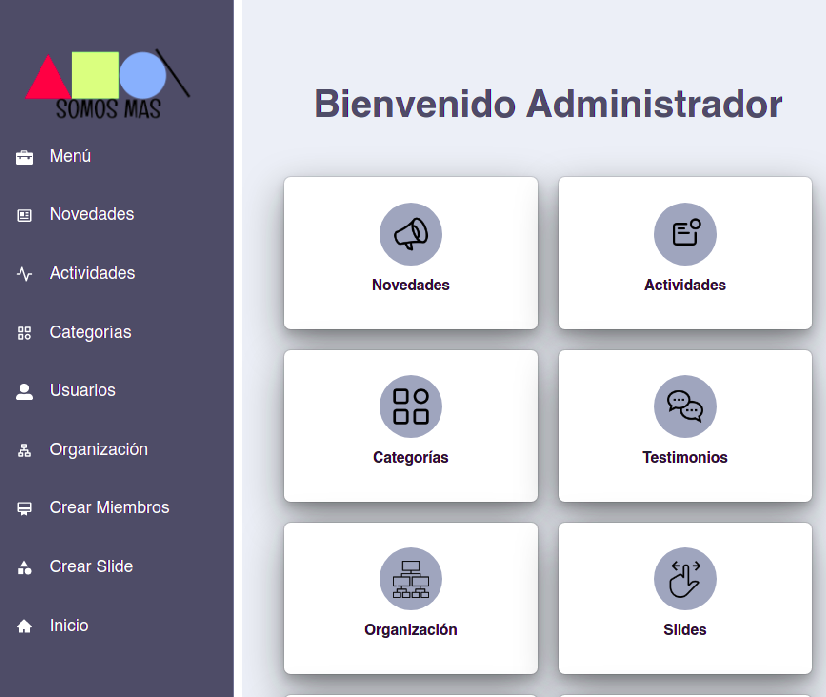 SOMOS MAS
Menú
Novedades
Actividades
Categorias
Usuarios
Organización
Crear Miembros
Crear Slide
Inicio
Bienvenido Administrador
Novedades
Actividades
Categorías
Testimonios
Organización
Slides